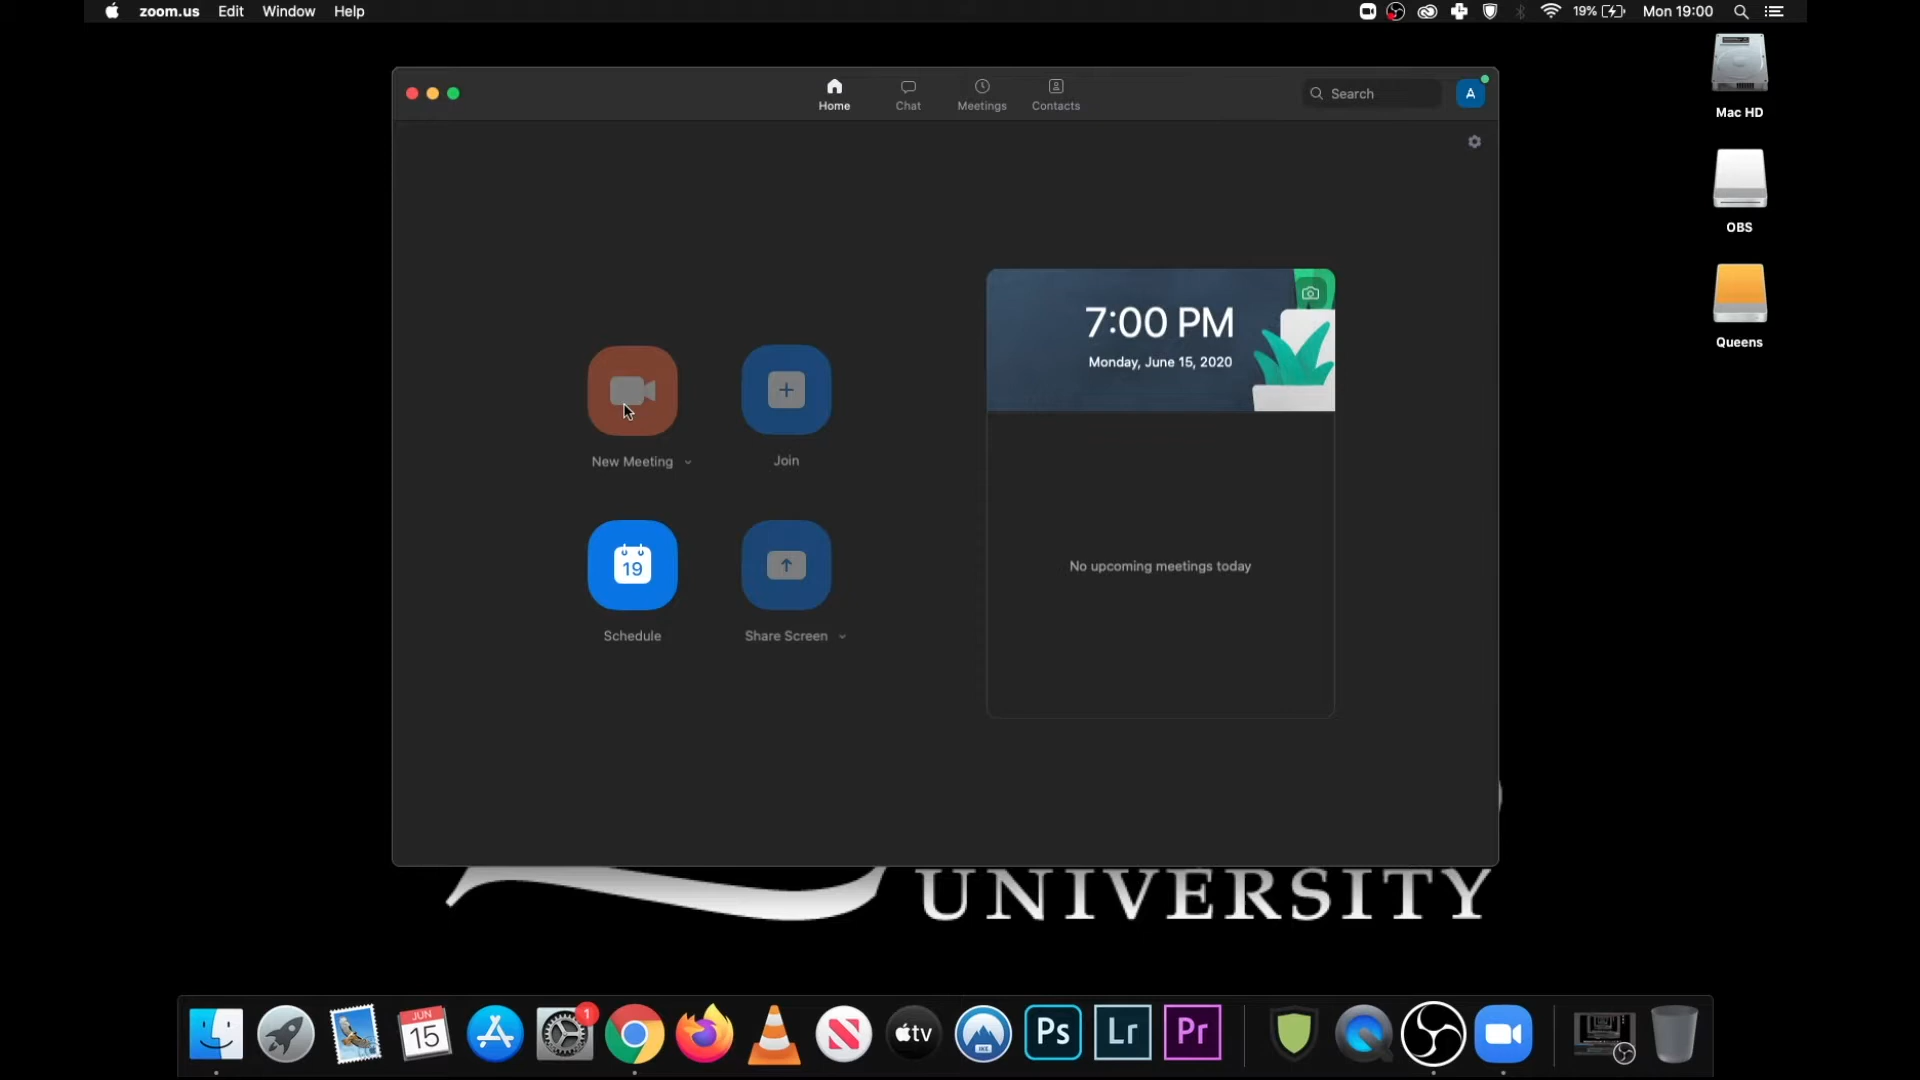 zoom.us Edit Window Help
19% Mon 19:00
Mac HD
OBS
Queens
Home Chat Meetings Contacts
Search
A
7:00 PM
Monday, June 15, 2020
New Meeting
Join
19
Schedule
Share Screen
No upcoming meetings today
UNIVERSITY
JUN
15
1
tv
IKE
Ps
Lr
Pr